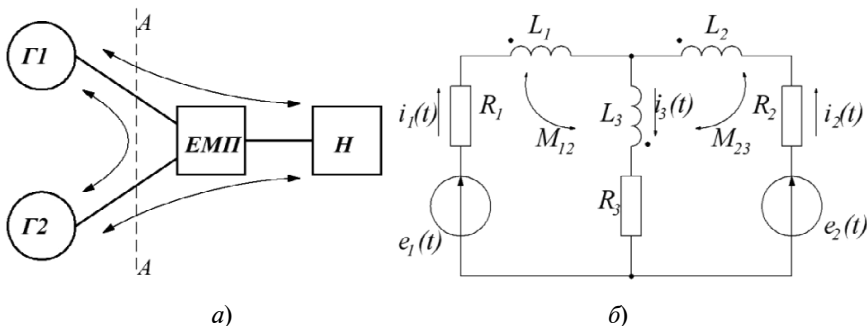 A
Г1
ЕМП
Н
Г2
A
а)
L₁
L₂
i₁(t)
R₁
L₃
i₃(t)
R₂
i₂(t)
M₁₂
M₂₃
R₃
e₁(t)
e₂(t)
б)